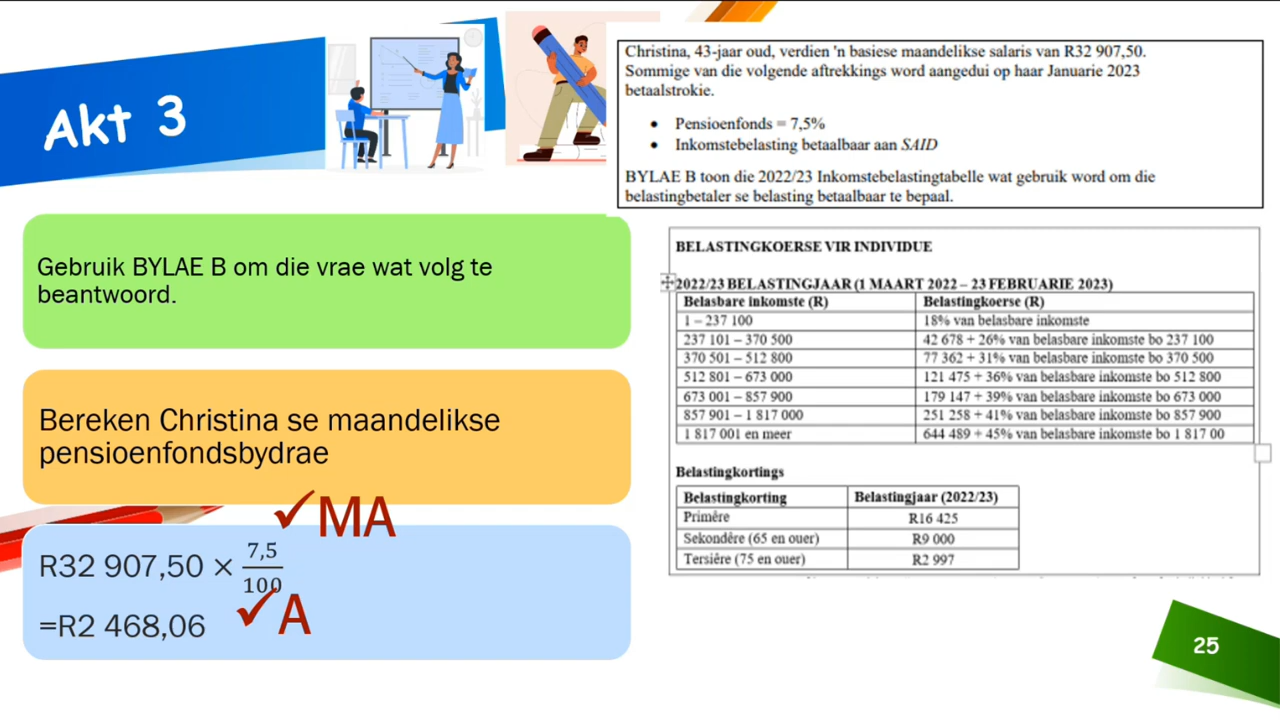 Akt 3
Christina, 43-jaar oud, verdien 'n basiese maandelikse salaris van R32 907,50.
Sommige van die volgende aftrekkings word aangedui op haar Januarie 2023
betaalstrokie.
• Pensioenfonds = 7,5%
• Inkomstebelasting betaalbaar aan SAID
BYLAE B toon die 2022/23 Inkomstebelastingtabelle wat gebruik word om die
belastingbetaler se belasting betaalbaar te bepaal.
Gebruik BYLAE B om die vrae wat volg te
beantwoord.
Bereken Christina se maandelikse
pensioenfondsbydrae
✓MA
R32 907,50 × 7,5/100
=R2 468,06 ✓A
BELASTINGKOERSE VIR INDIVIDUE
2022/23 BELASTINGJAAR (1 MAART 2022 – 23 FEBRUARIE 2023)
Belasbare inkomste (R) Belastingkoerse (R)
1 – 237 100 18% van belasbare inkomste
237 101 – 370 500 42 678 + 26% van belasbare inkomste bo 237 100
370 501 – 512 800 77 362 + 31% van belasbare inkomste bo 370 500
512 801 – 673 000 121 475 + 36% van belasbare inkomste bo 512 800
673 001 – 857 900 179 147 + 39% van belasbare inkomste bo 673 000
857 901 – 1 817 000 251 258 + 41% van belasbare inkomste bo 857 900
1 817 001 en meer 644 489 + 45% van belasbare inkomste bo 1 817 00
Belastingkortings
Belastingkorting Belastingjaar (2022/23)
Primêre R16 425
Sekondêre (65 en ouer) R9 000
Tersiêre (75 en ouer) R2 997
25